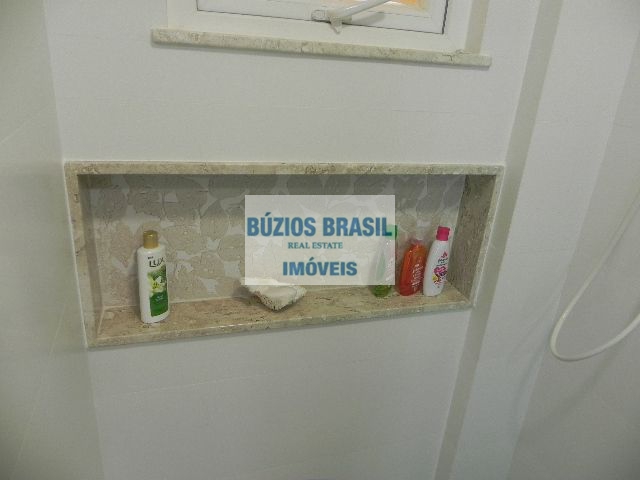 BÚZIOS BRASIL
REAL ESTATE
IMÓVEIS
LUX